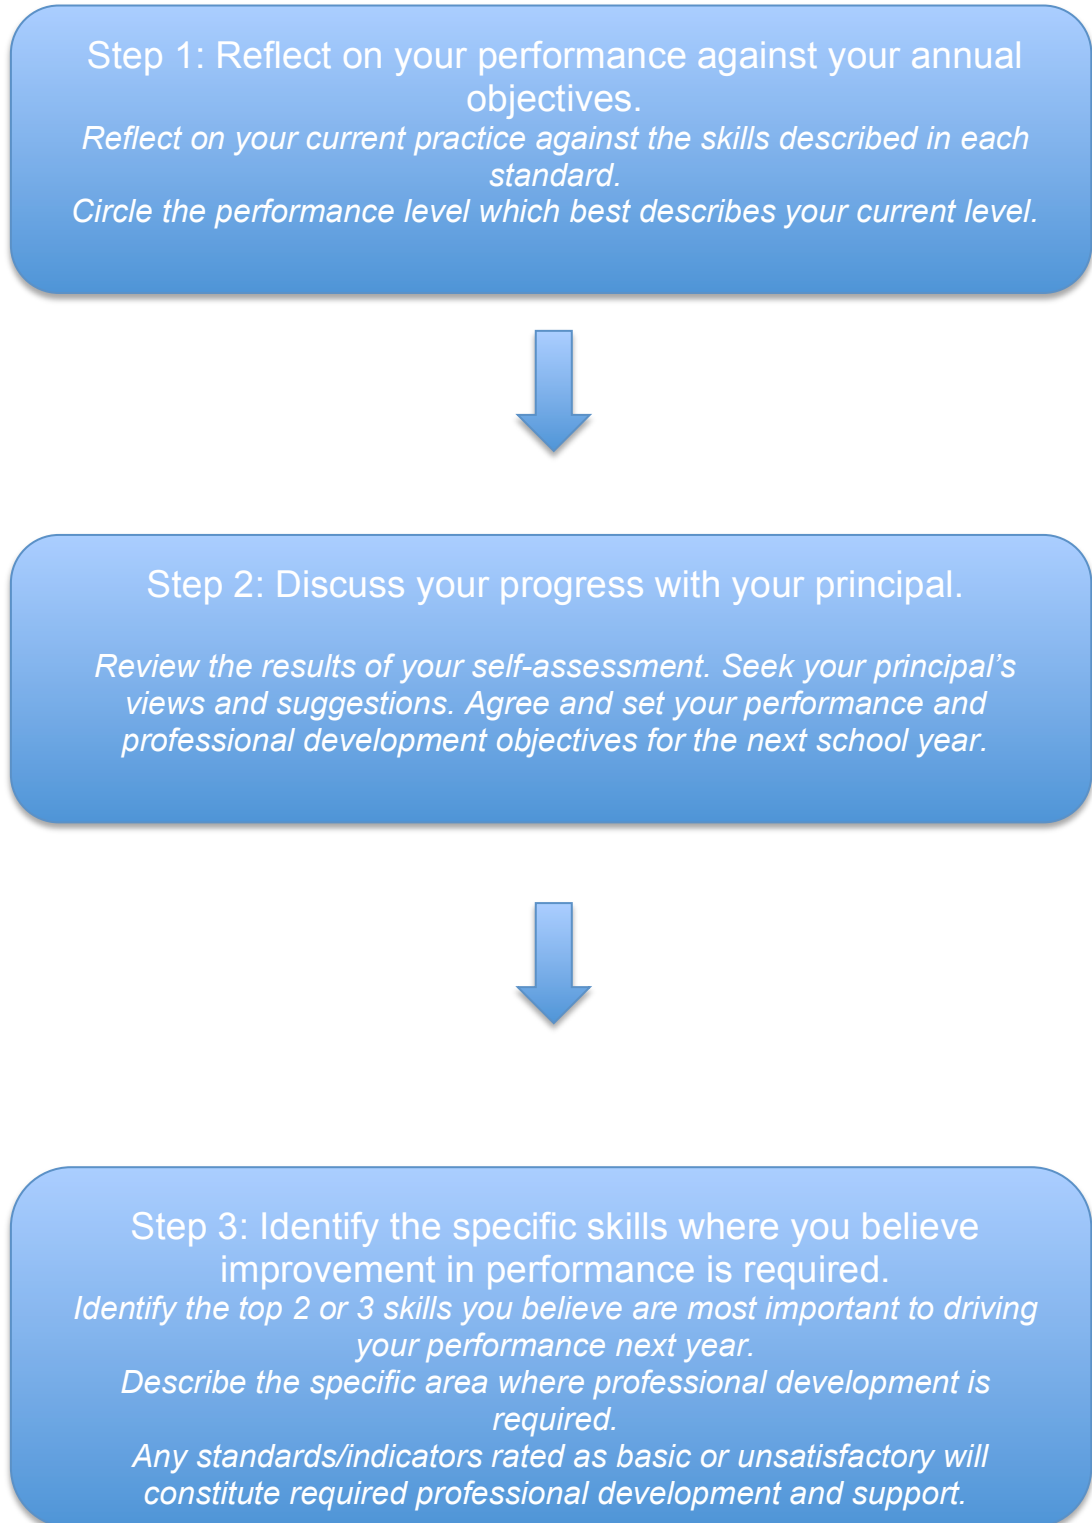 Step 1: Reflect on your performance against your annual
objectives.
Reflect on your current practice against the skills described in each
standard.
Circle the performance level which best describes your current level.
Step 2: Discuss your progress with your principal.
Review the results of your self-assessment. Seek your principal’s
views and suggestions. Agree and set your performance and
professional development objectives for the next school year.
Step 3: Identify the specific skills where you believe
improvement in performance is required.
Identify the top 2 or 3 skills you believe are most important to driving
your performance next year.
Describe the specific area where professional development is
required.
Any standards/indicators rated as basic or unsatisfactory will
constitute required professional development and support.